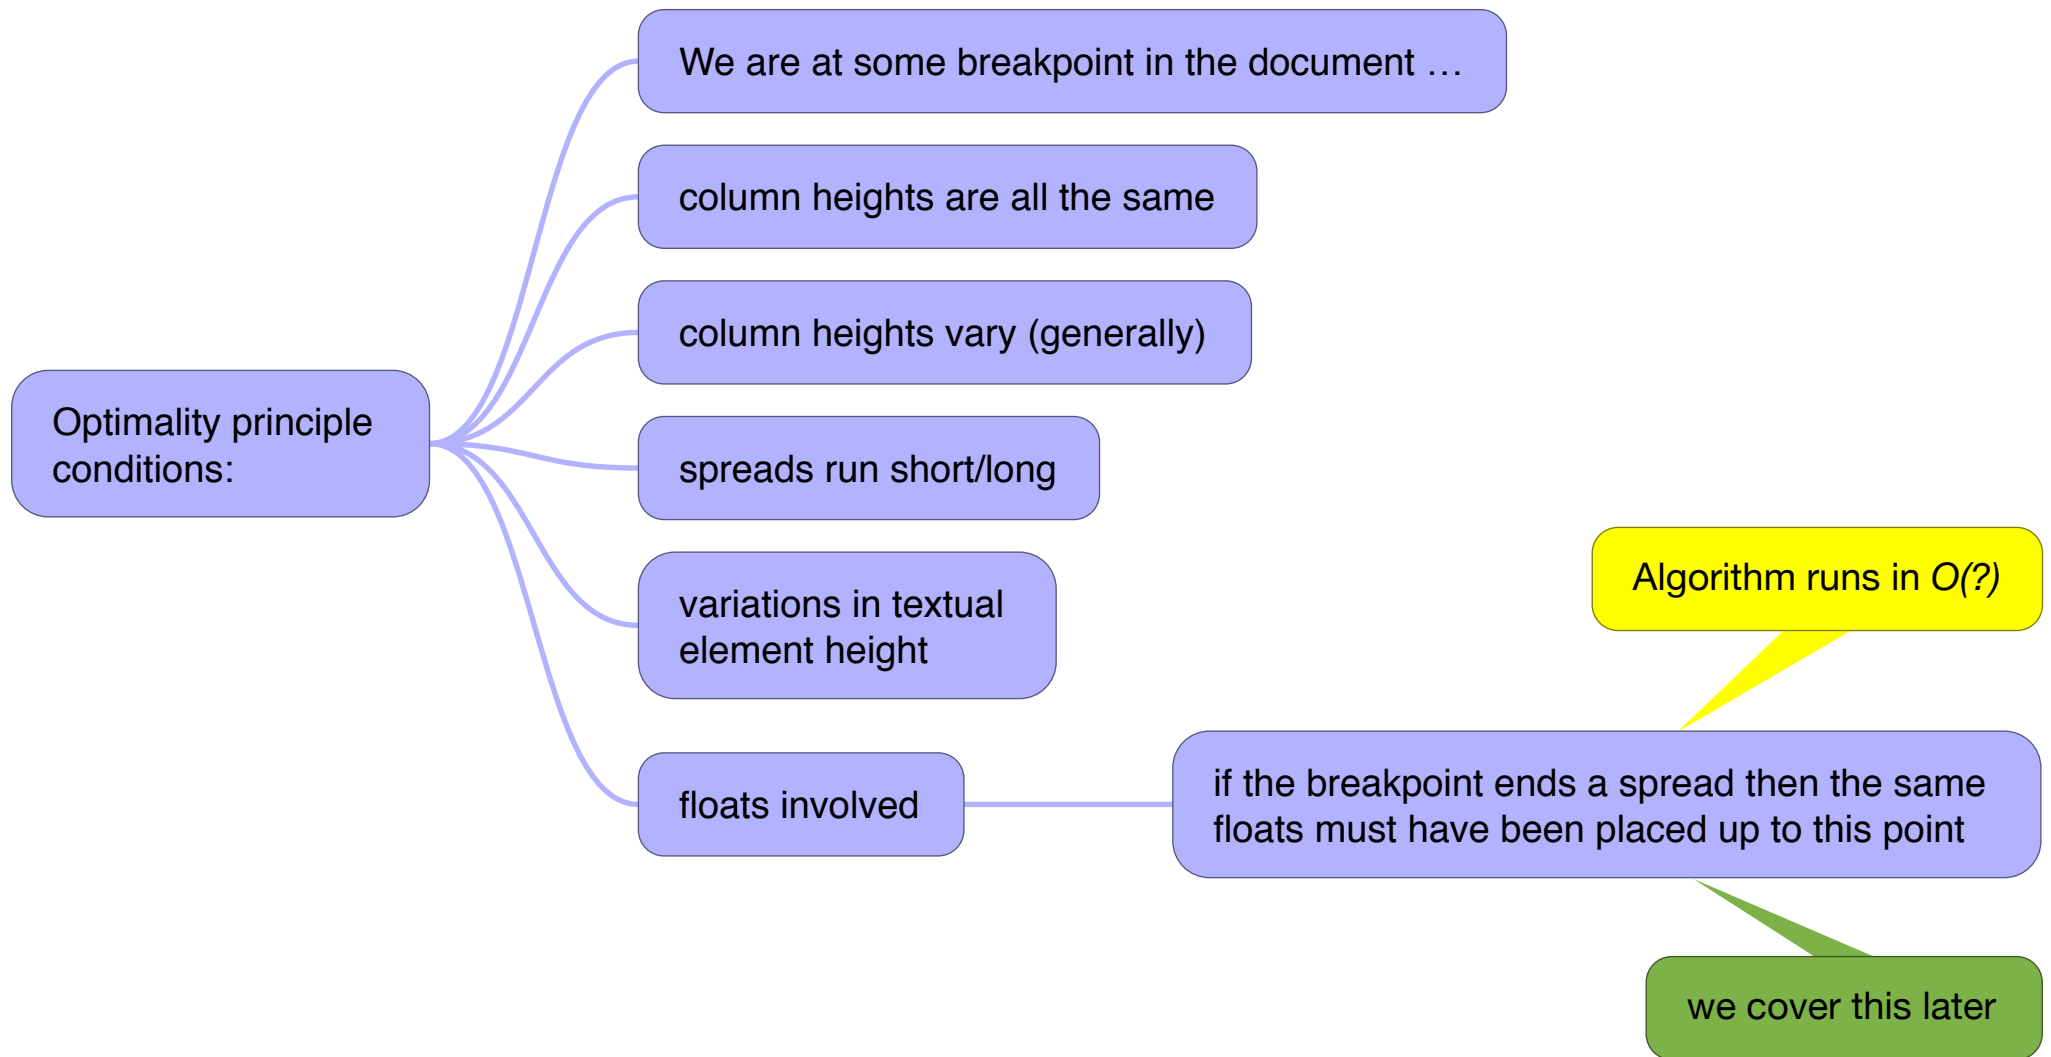 Optimality principle
conditions:
We are at some breakpoint in the document …
column heights are all the same
column heights vary (generally)
spreads run short/long
variations in textual
element height
floats involved
Algorithm runs in O(?)
if the breakpoint ends a spread then the same
floats must have been placed up to this point
we cover this later